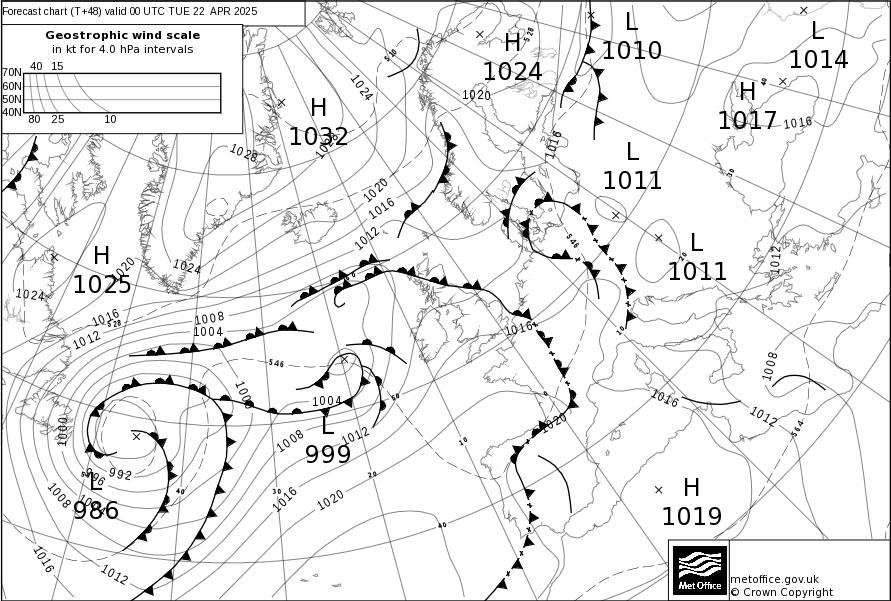 Forecast chart (T+48) valid 00 UTC TUE 22 APR 2025
Geostrophic wind scale
in kt for 4.0 hPa intervals
40 15
70N
60N
50N
40N
80 25 10
L
1010
L
1014
H
1024
H
1032
H
1017
L
1011
L
1011
H
1025
L
999
L
986
H
1019
510
528
1024
1020
1016
40
1016
1028
1028
30
1020
1016
1012
546
20
1012
1020
1024
1024
1016
528
1012
1008
1004
1016
10
546
1008
1000
1004
50
0
1016
1012
564
1000
1020
1008
1012
10
996
992
20
1008
40
30
1016
1020
40
1016
1012
metoffice.gov.uk
© Crown Copyright
Met Office